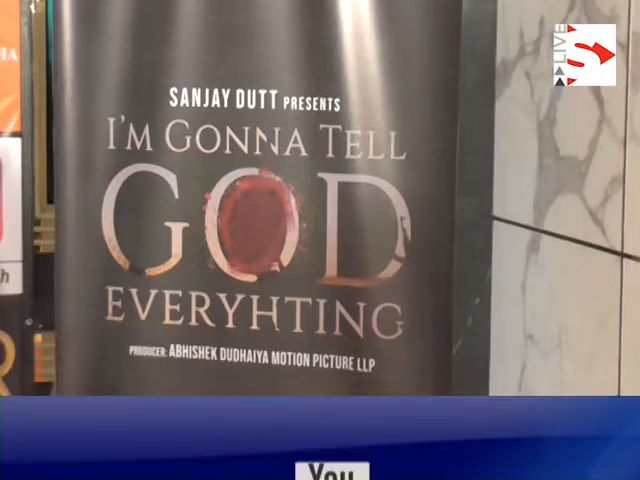 SANJAY DUTT PRESENTS
I'M GONNA TELL
GOD
EVERYHTING
PRODUCER: ABHISHEK DUDHAIYA MOTION PICTURE LLP
LIVE
You